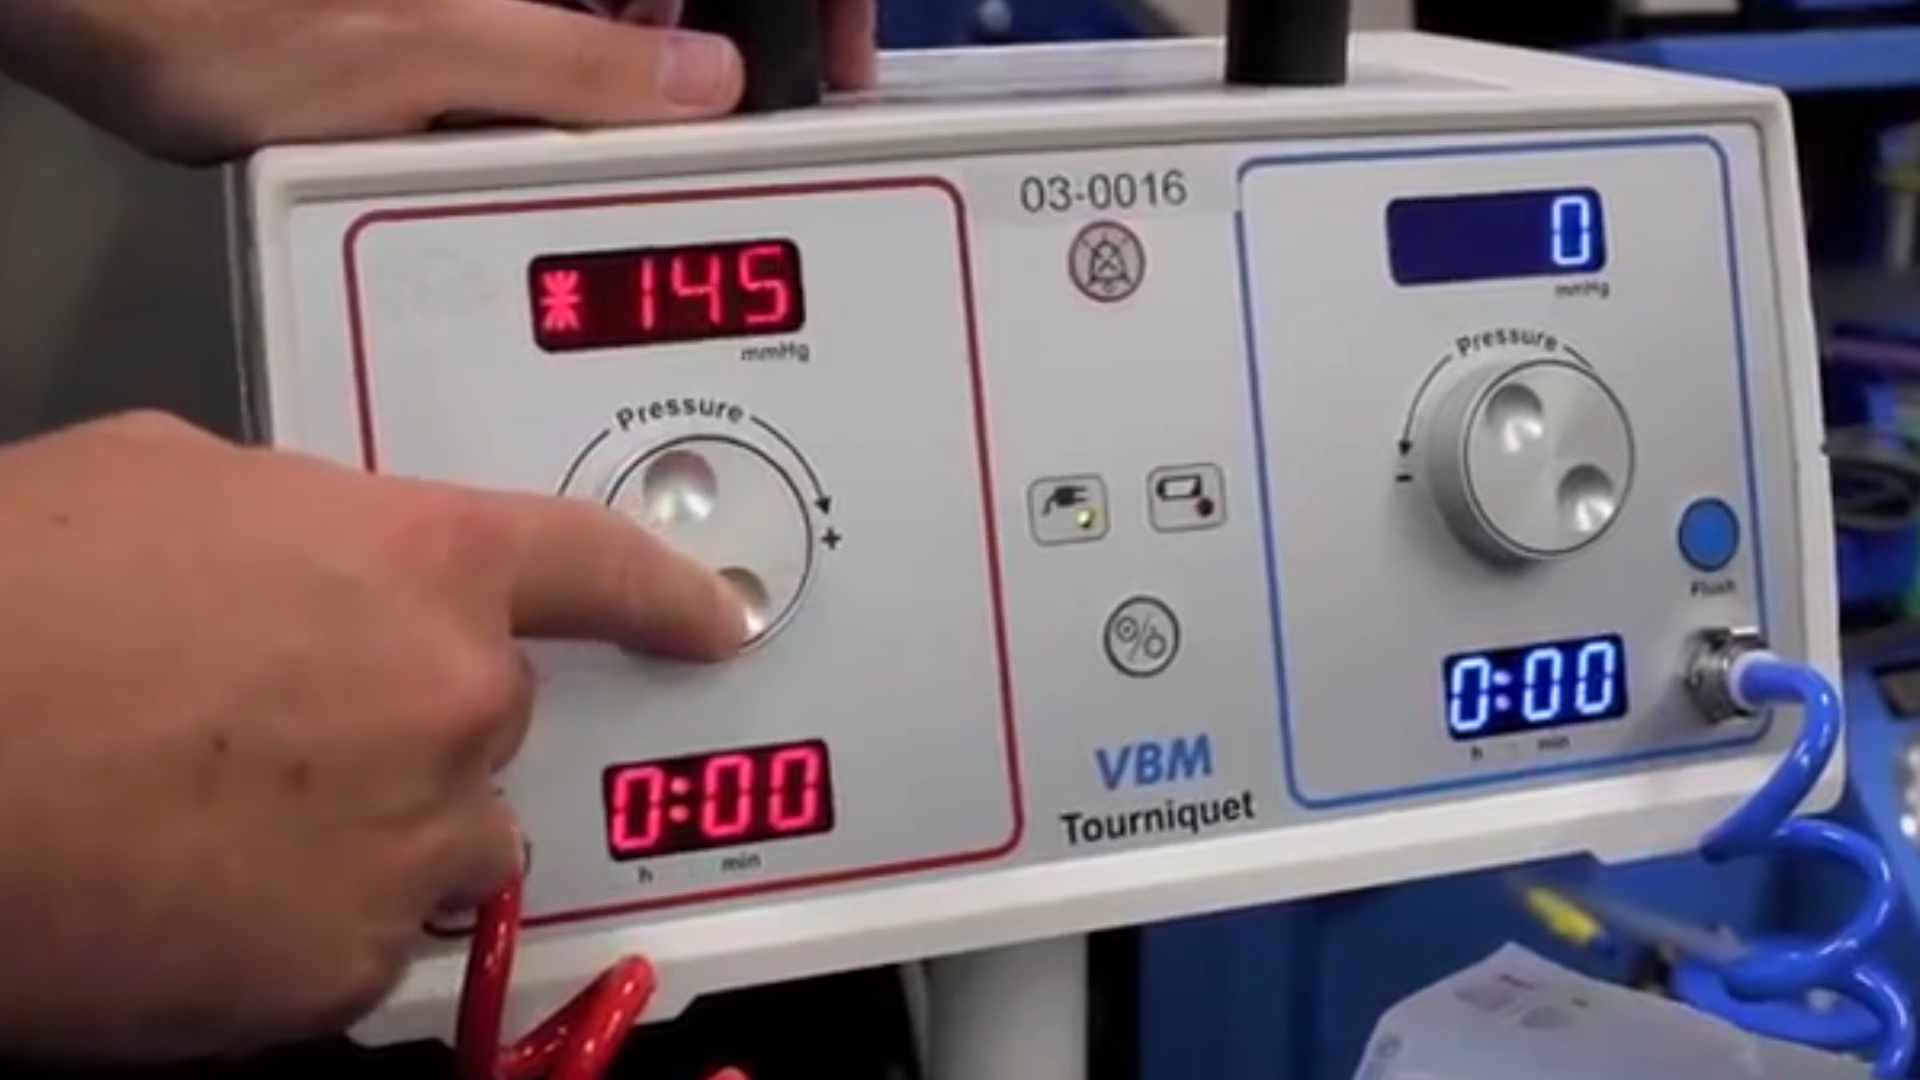 03-0016
* 145
mmHg
Pressure
+
0:00
h : min
0
mmHg
Pressure
-
Flush
0:00
h : min
VBM
Tourniquet